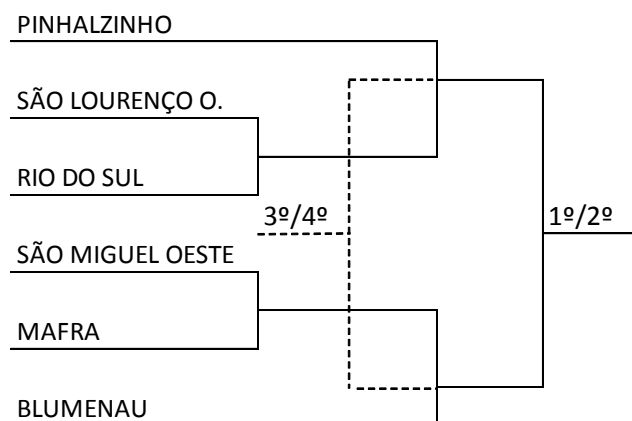 PINHALZINHO
SÃO LOURENÇO O.
RIO DO SUL
3º/4º
1º/2º
SÃO MIGUEL OESTE
MAFRA
BLUMENAU